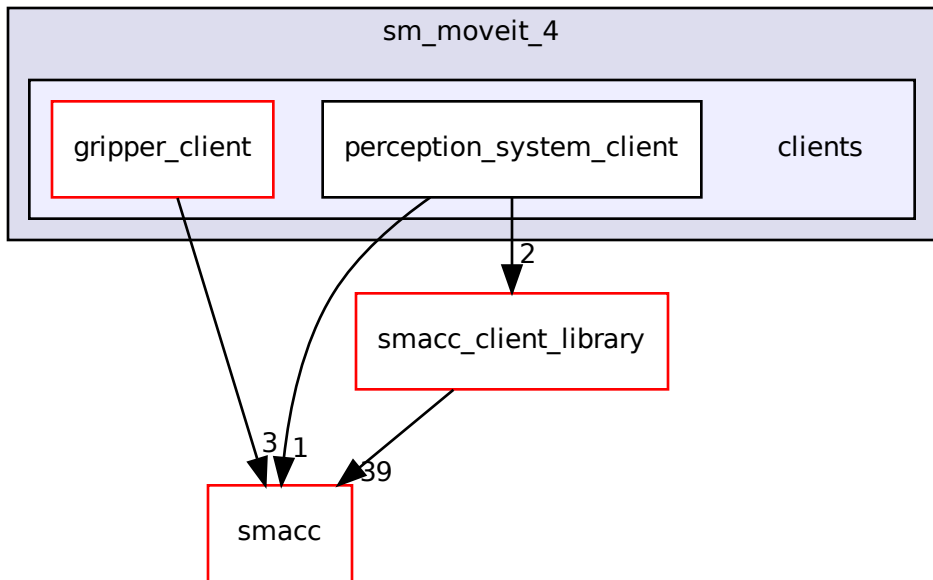 sm_moveit_4
gripper_client
perception_system_client
clients
2
smacc_client_library
3
1
39
smacc